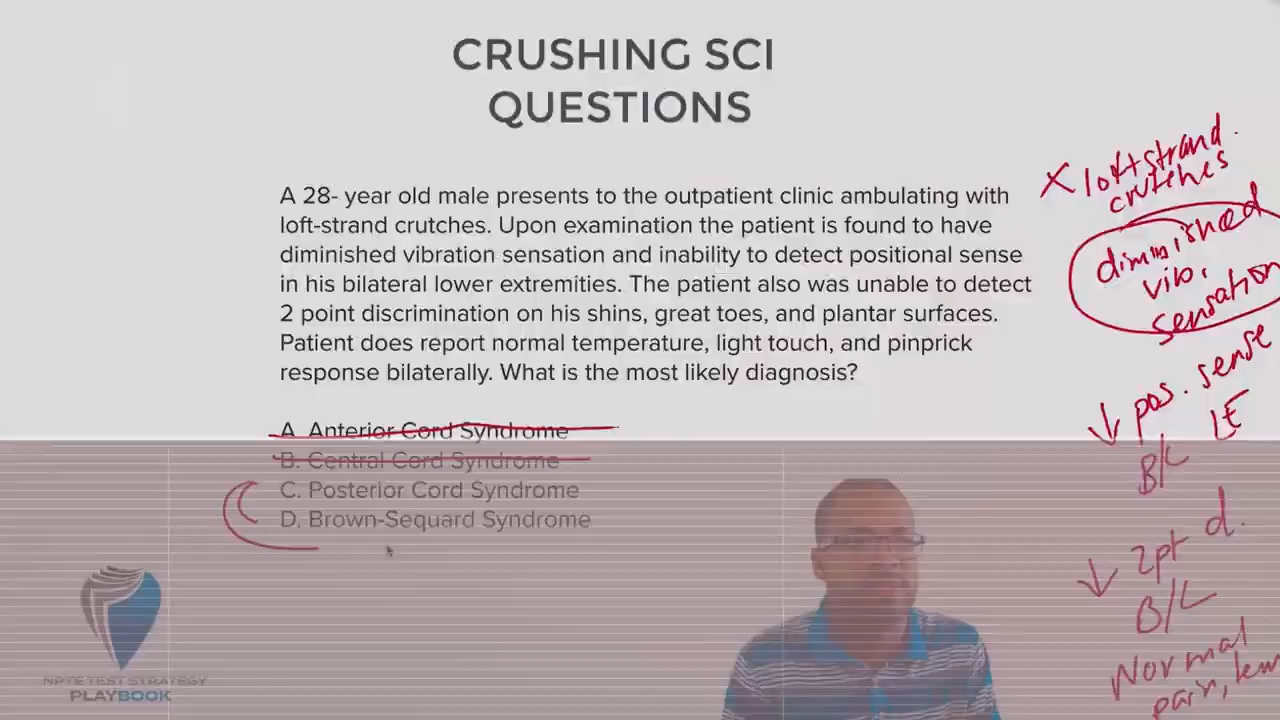 CRUSHING SCI
QUESTIONS
A 28- year old male presents to the outpatient clinic ambulating with
loft-strand crutches. Upon examination the patient is found to have
diminished vibration sensation and inability to detect positional sense
in his bilateral lower extremities. The patient also was unable to detect
2 point discrimination on his shins, great toes, and plantar surfaces.
Patient does report normal temperature, light touch, and pinprick
response bilaterally. What is the most likely diagnosis?
A. Anterior Cord Syndrome
B. Central Cord Syndrome
C. Posterior Cord Syndrome
D. Brown-Sequard Syndrome
X loftstrand
crutches
diminished
vib.
sensation
↓ pos. sense
LE
B/L
↓ 2pt d.
B/L
Normal
pain,
NPTE TEST STRATEGY
PLAYBOOK